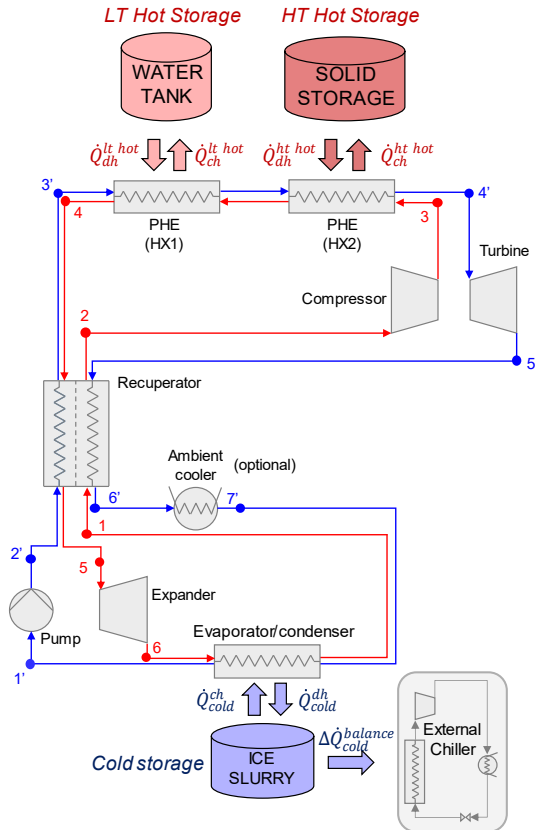 LT Hot Storage
HT Hot Storage
WATER
TANK
SOLID
STORAGE
Q̇_{dh}^{lt hot}
Q̇_{ch}^{lt hot}
Q̇_{dh}^{ht hot}
Q̇_{ch}^{ht hot}
3'
4
PHE
(HX1)
PHE
(HX2)
3
4'
Turbine
Compressor
2
5
Recuperator
Ambient
cooler
(optional)
6'
7'
1
2'
5
Expander
Pump
6
Evaporator/condenser
1'
Q̇_{cold}^{ch}
Q̇_{cold}^{dh}
Cold storage
ICE
SLURRY
ΔQ̇_{cold}^{balance}
External
Chiller